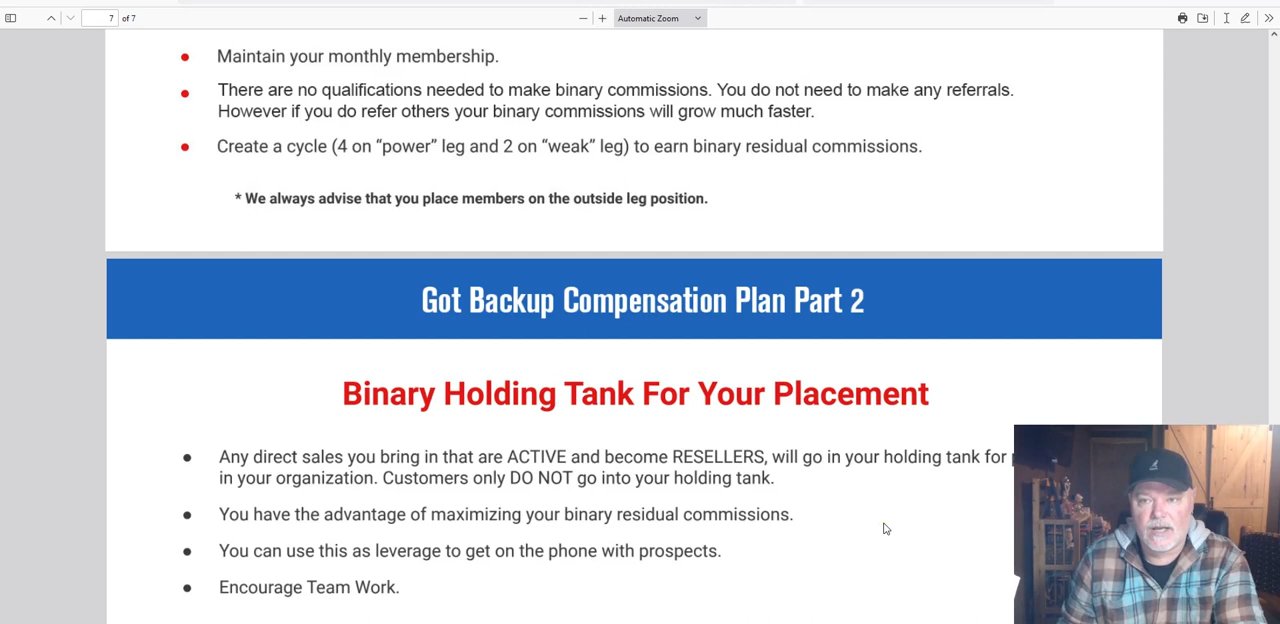 7
of 7
Automatic Zoom
Maintain your monthly membership.
There are no qualifications needed to make binary commissions. You do not need to make any referrals.
However if you do refer others your binary commissions will grow much faster.
Create a cycle (4 on “power” leg and 2 on “weak” leg) to earn binary residual commissions.
* We always advise that you place members on the outside leg position.
Got Backup Compensation Plan Part 2
Binary Holding Tank For Your Placement
Any direct sales you bring in that are ACTIVE and become RESELLERS, will go in your holding tank for
in your organization. Customers only DO NOT go into your holding tank.
You have the advantage of maximizing your binary residual commissions.
You can use this as leverage to get on the phone with prospects.
Encourage Team Work.